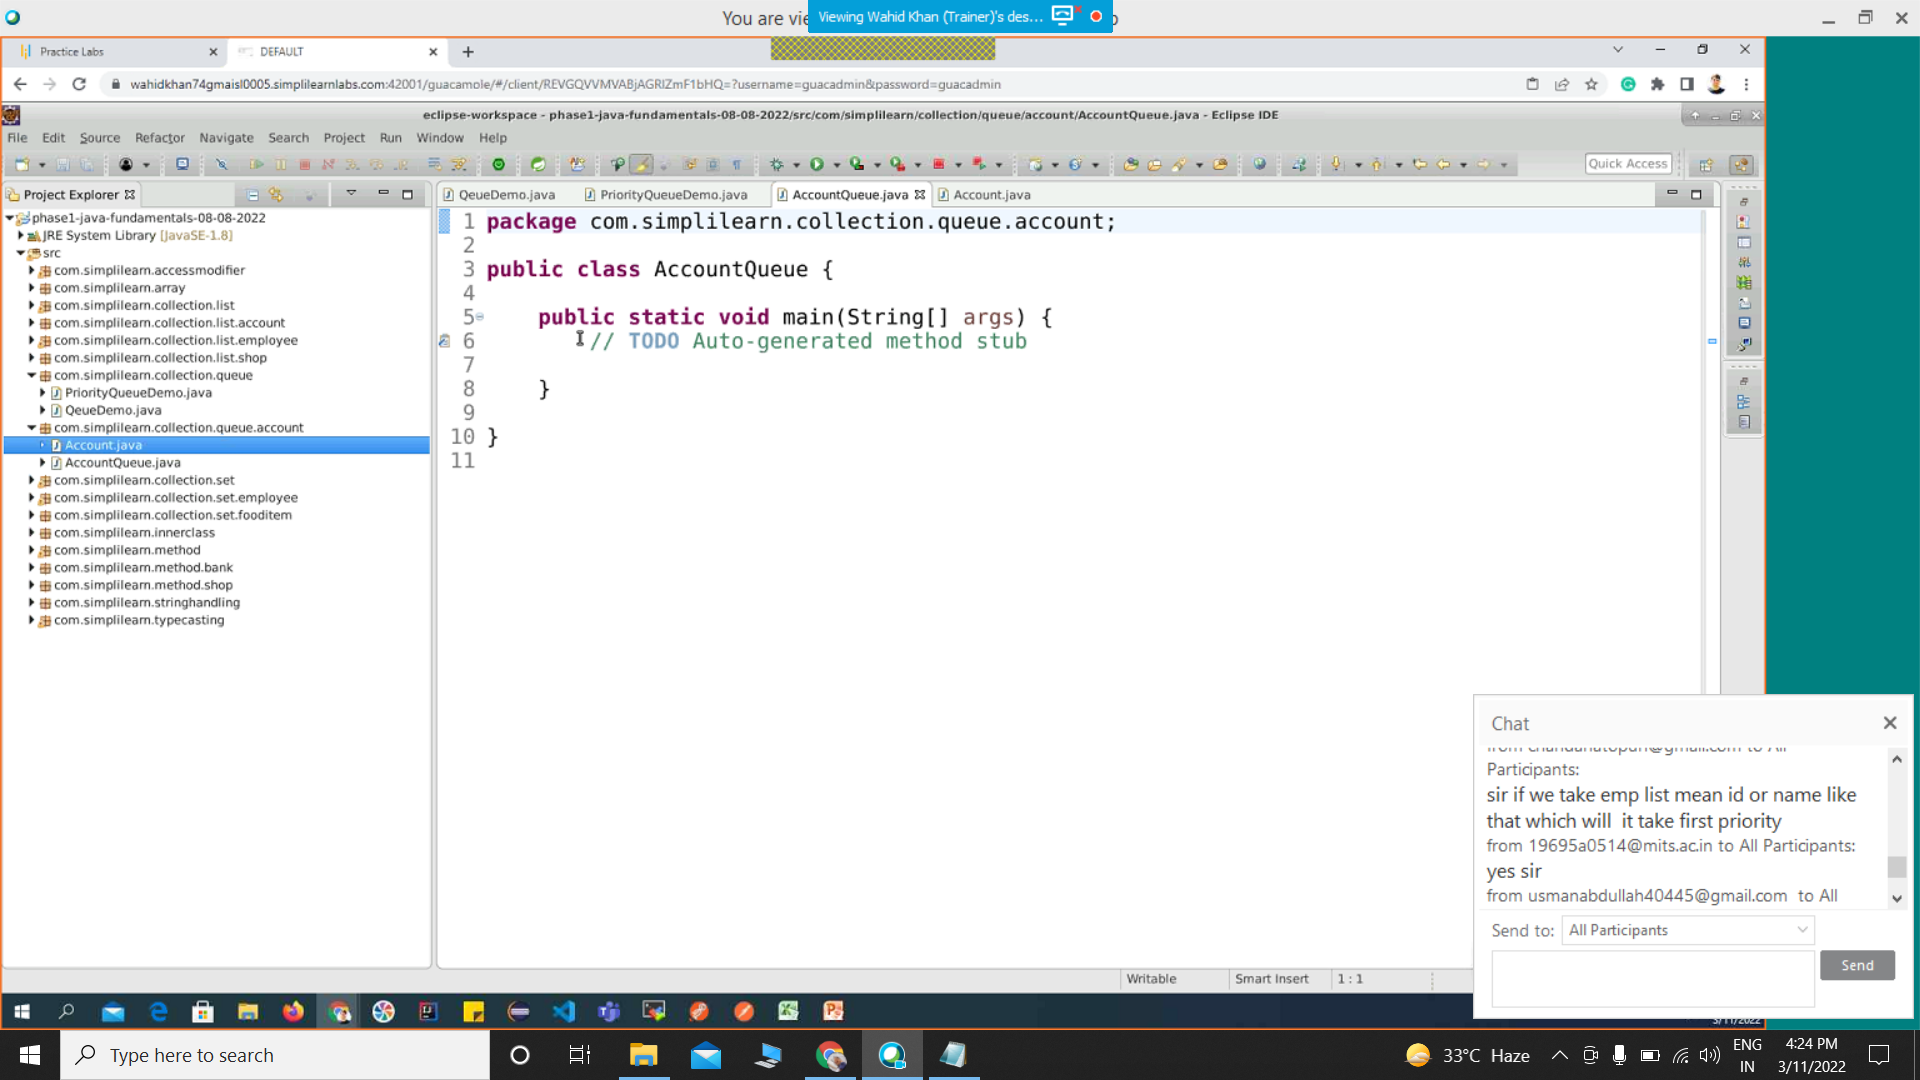 You are vie
Viewing Wahid Khan (Trainer)'s des...
Practice Labs
DEFAULT
wahidkhan74gmaisl0005.simplilearnlabs.com:42001/guacamole/#/client/REVGQVVMVABjAGRlZmF1bHQ=?username=guacadmin&password=guacadmin
eclipse-workspace - phase1-java-fundamentals-08-08-2022/src/com/simplilearn/collection/queue/account/AccountQueue.java - Eclipse IDE
File Edit Source Refactor Navigate Search Project Run Window Help
Quick Access
Project Explorer
QeueDemo.java PriorityQueueDemo.java AccountQueue.java Account.java
phase1-java-fundamentals-08-08-2022
JRE System Library [JavaSE-1.8]
src
com.simplilearn.accessmodifier
com.simplilearn.array
com.simplilearn.collection.list
com.simplilearn.collection.list.account
com.simplilearn.collection.list.employee
com.simplilearn.collection.list.shop
com.simplilearn.collection.queue
PriorityQueueDemo.java
QeueDemo.java
com.simplilearn.collection.queue.account
Account.java
AccountQueue.java
com.simplilearn.collection.set
com.simplilearn.collection.set.employee
com.simplilearn.collection.set.fooditem
com.simplilearn.innerclass
com.simplilearn.method
com.simplilearn.method.bank
com.simplilearn.method.shop
com.simplilearn.stringhandling
com.simplilearn.typecasting
1 package com.simplilearn.collection.queue.account;
2
3 public class AccountQueue {
4
5 public static void main(String[] args) {
6 // TODO Auto-generated method stub
7
8 }
9
10 }
11
Writable Smart Insert 1 : 1
Chat
to All
Participants:
sir if we take emp list mean id or name like
that which will it take first priority
from 19695a0514@mits.ac.in to All Participants:
yes sir
from usmanabdullah40445@gmail.com to All
Send to: All Participants
Send
3/11/2022
Type here to search
33°C Haze
ENG
IN
4:24 PM
3/11/2022